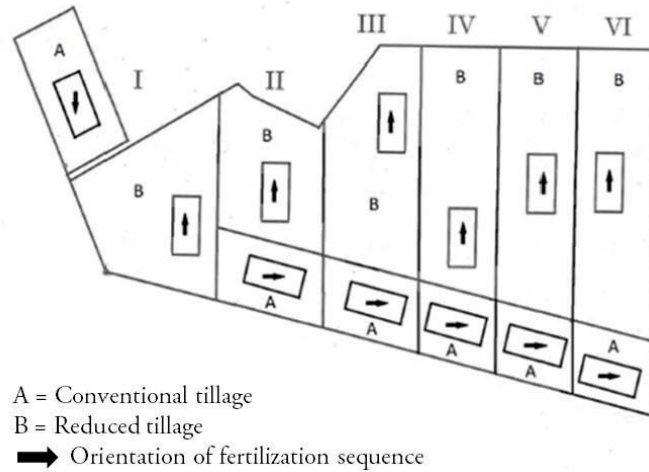 III IV V VI
A I II
B B B
B
B
B B
A
A
A
A
A
A = Conventional tillage
B = Reduced tillage
Orientation of fertilization sequence